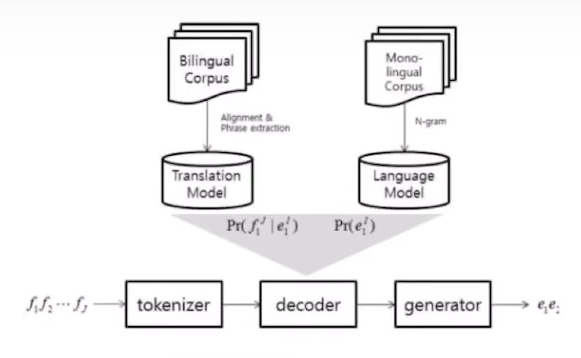 Bilingual
Corpus
Mono-
lingual
Corpus
Alignment &
Phrase extraction
N-gram
Translation
Model
Language
Model
Pr(f₁ᴶ | e₁ᴵ)
Pr(e₁ᴵ)
f₁f₂⋯fJ
tokenizer
decoder
generator
e₁e₂